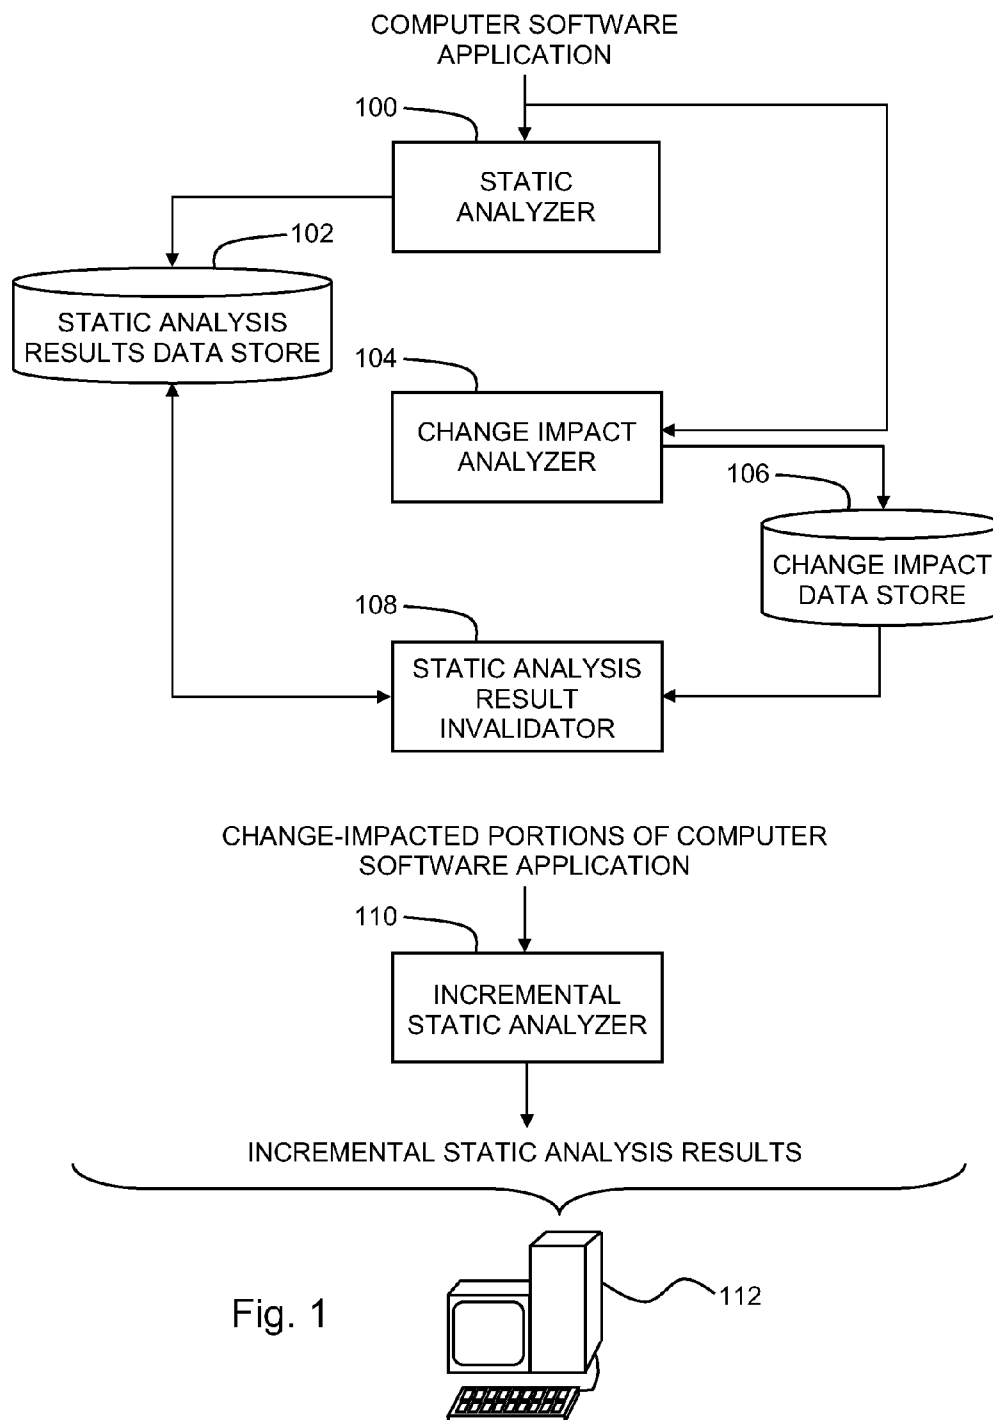 COMPUTER SOFTWARE
APPLICATION
100
STATIC
ANALYZER
102
STATIC ANALYSIS
RESULTS DATA STORE
104
CHANGE IMPACT
ANALYZER
106
CHANGE IMPACT
DATA STORE
108
STATIC ANALYSIS
RESULT
INVALIDATOR
CHANGE-IMPACTED PORTIONS OF COMPUTER
SOFTWARE APPLICATION
110
INCREMENTAL
STATIC ANALYZER
INCREMENTAL STATIC ANALYSIS RESULTS
112
Fig. 1